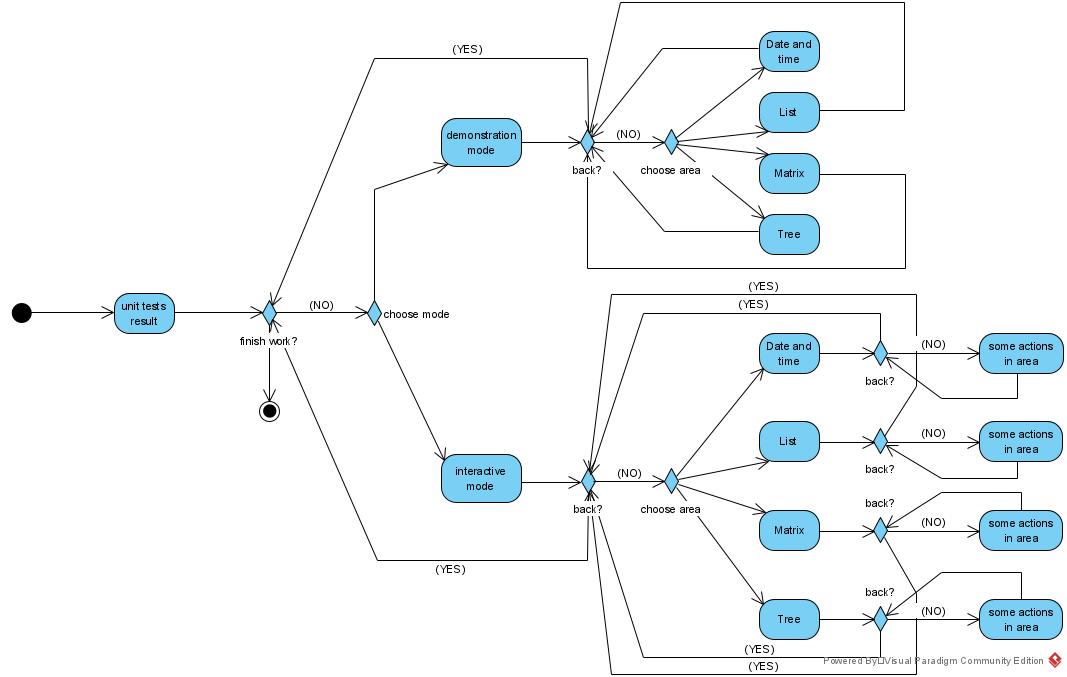 (YES)
Date and
time
List
demonstration
mode
(NO)
back?
choose area
Matrix
Tree
unit tests
result
(NO)
choose mode
finish work?
(YES)
(YES)
Date and
time
(NO)
some actions
in area
back?
List
(NO)
some actions
in area
back?
interactive
mode
(NO)
back?
choose area
back?
Matrix
(NO)
some actions
in area
(YES)
back?
Tree
(NO)
some actions
in area
(YES)
(YES)
Powered By Visual Paradigm Community Edition